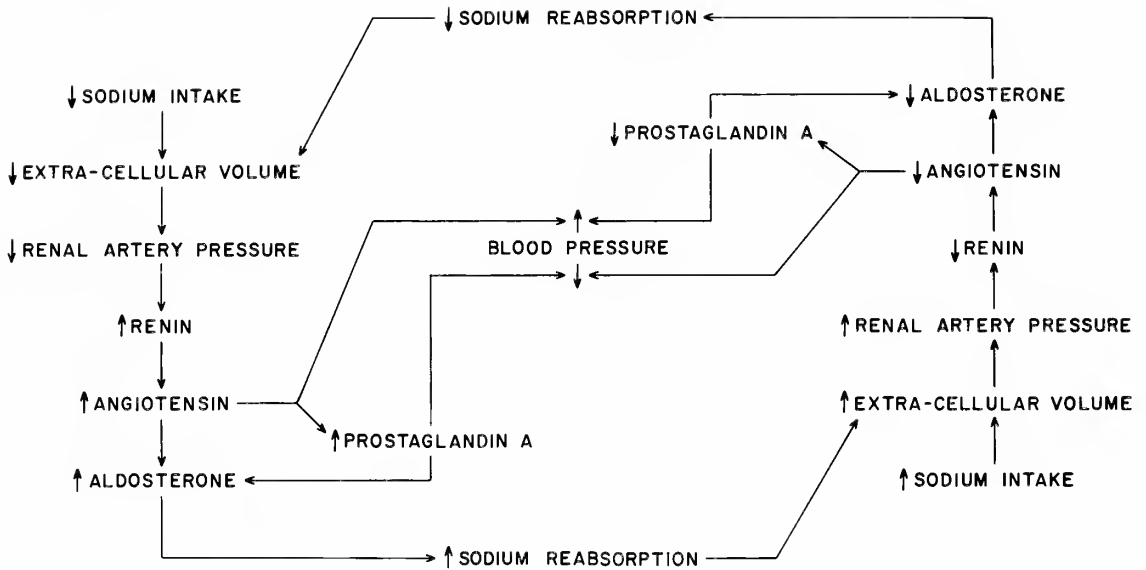 ↓ SODIUM REABSORPTION
↓ SODIUM INTAKE
↓ ALDOSTERONE
↓ PROSTAGLANDIN A
↓ EXTRA-CELLULAR VOLUME
↓ ANGIOTENSIN
↓ RENAL ARTERY PRESSURE
↑
BLOOD PRESSURE
↓
↓ RENIN
↑ RENIN
↑ RENAL ARTERY PRESSURE
↑ ANGIOTENSIN
↑ EXTRA-CELLULAR VOLUME
↑ PROSTAGLANDIN A
↑ ALDOSTERONE
↑ SODIUM INTAKE
↑ SODIUM REABSORPTION